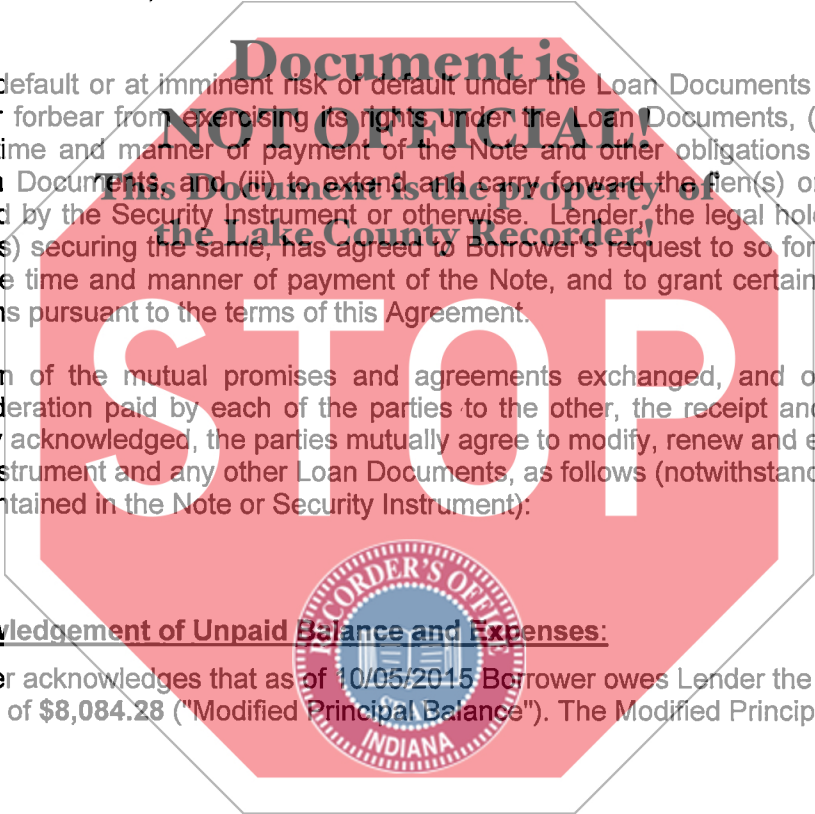 Document is
NOT OFFICIAL!
This Document is the property of
the Lake County Recorder!
STOP
default or at imminent risk of default under the Loan Documents
forbear from exercising its rights under the Loan Documents, (
ime and manner of payment of the Note and other obligations
Documents, and (iii) to extend and carry forward the lien(s) o
d by the Security Instrument or otherwise. Lender, the legal hol
s) securing the same, has agreed to Borrower's request to so for
e time and manner of payment of the Note, and to grant certain
ns pursuant to the terms of this Agreement.
n of the mutual promises and agreements exchanged, and o
deration paid by each of the parties to the other, the receipt and
y acknowledged, the parties mutually agree to modify, renew and e
strument and any other Loan Documents, as follows (notwithstand
ntained in the Note or Security Instrument):
wledgement of Unpaid Balance and Expenses:
er acknowledges that as of 10/05/2015 Borrower owes Lender the
of $8,084.28 ("Modified Principal Balance"). The Modified Princip
RECORDER'S OFFICE
SEAL
INDIANA